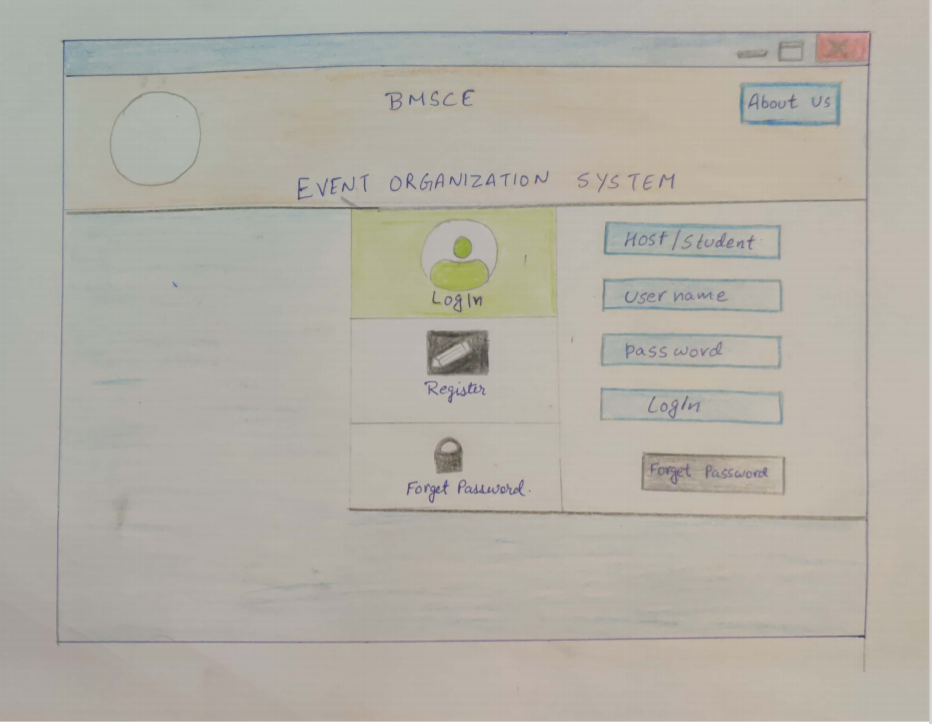 BMSCE
About Us
EVENT ORGANIZATION SYSTEM
LogIn
Register
Forget Password.
Host/Student
User name
password
LogIn
Forget Password